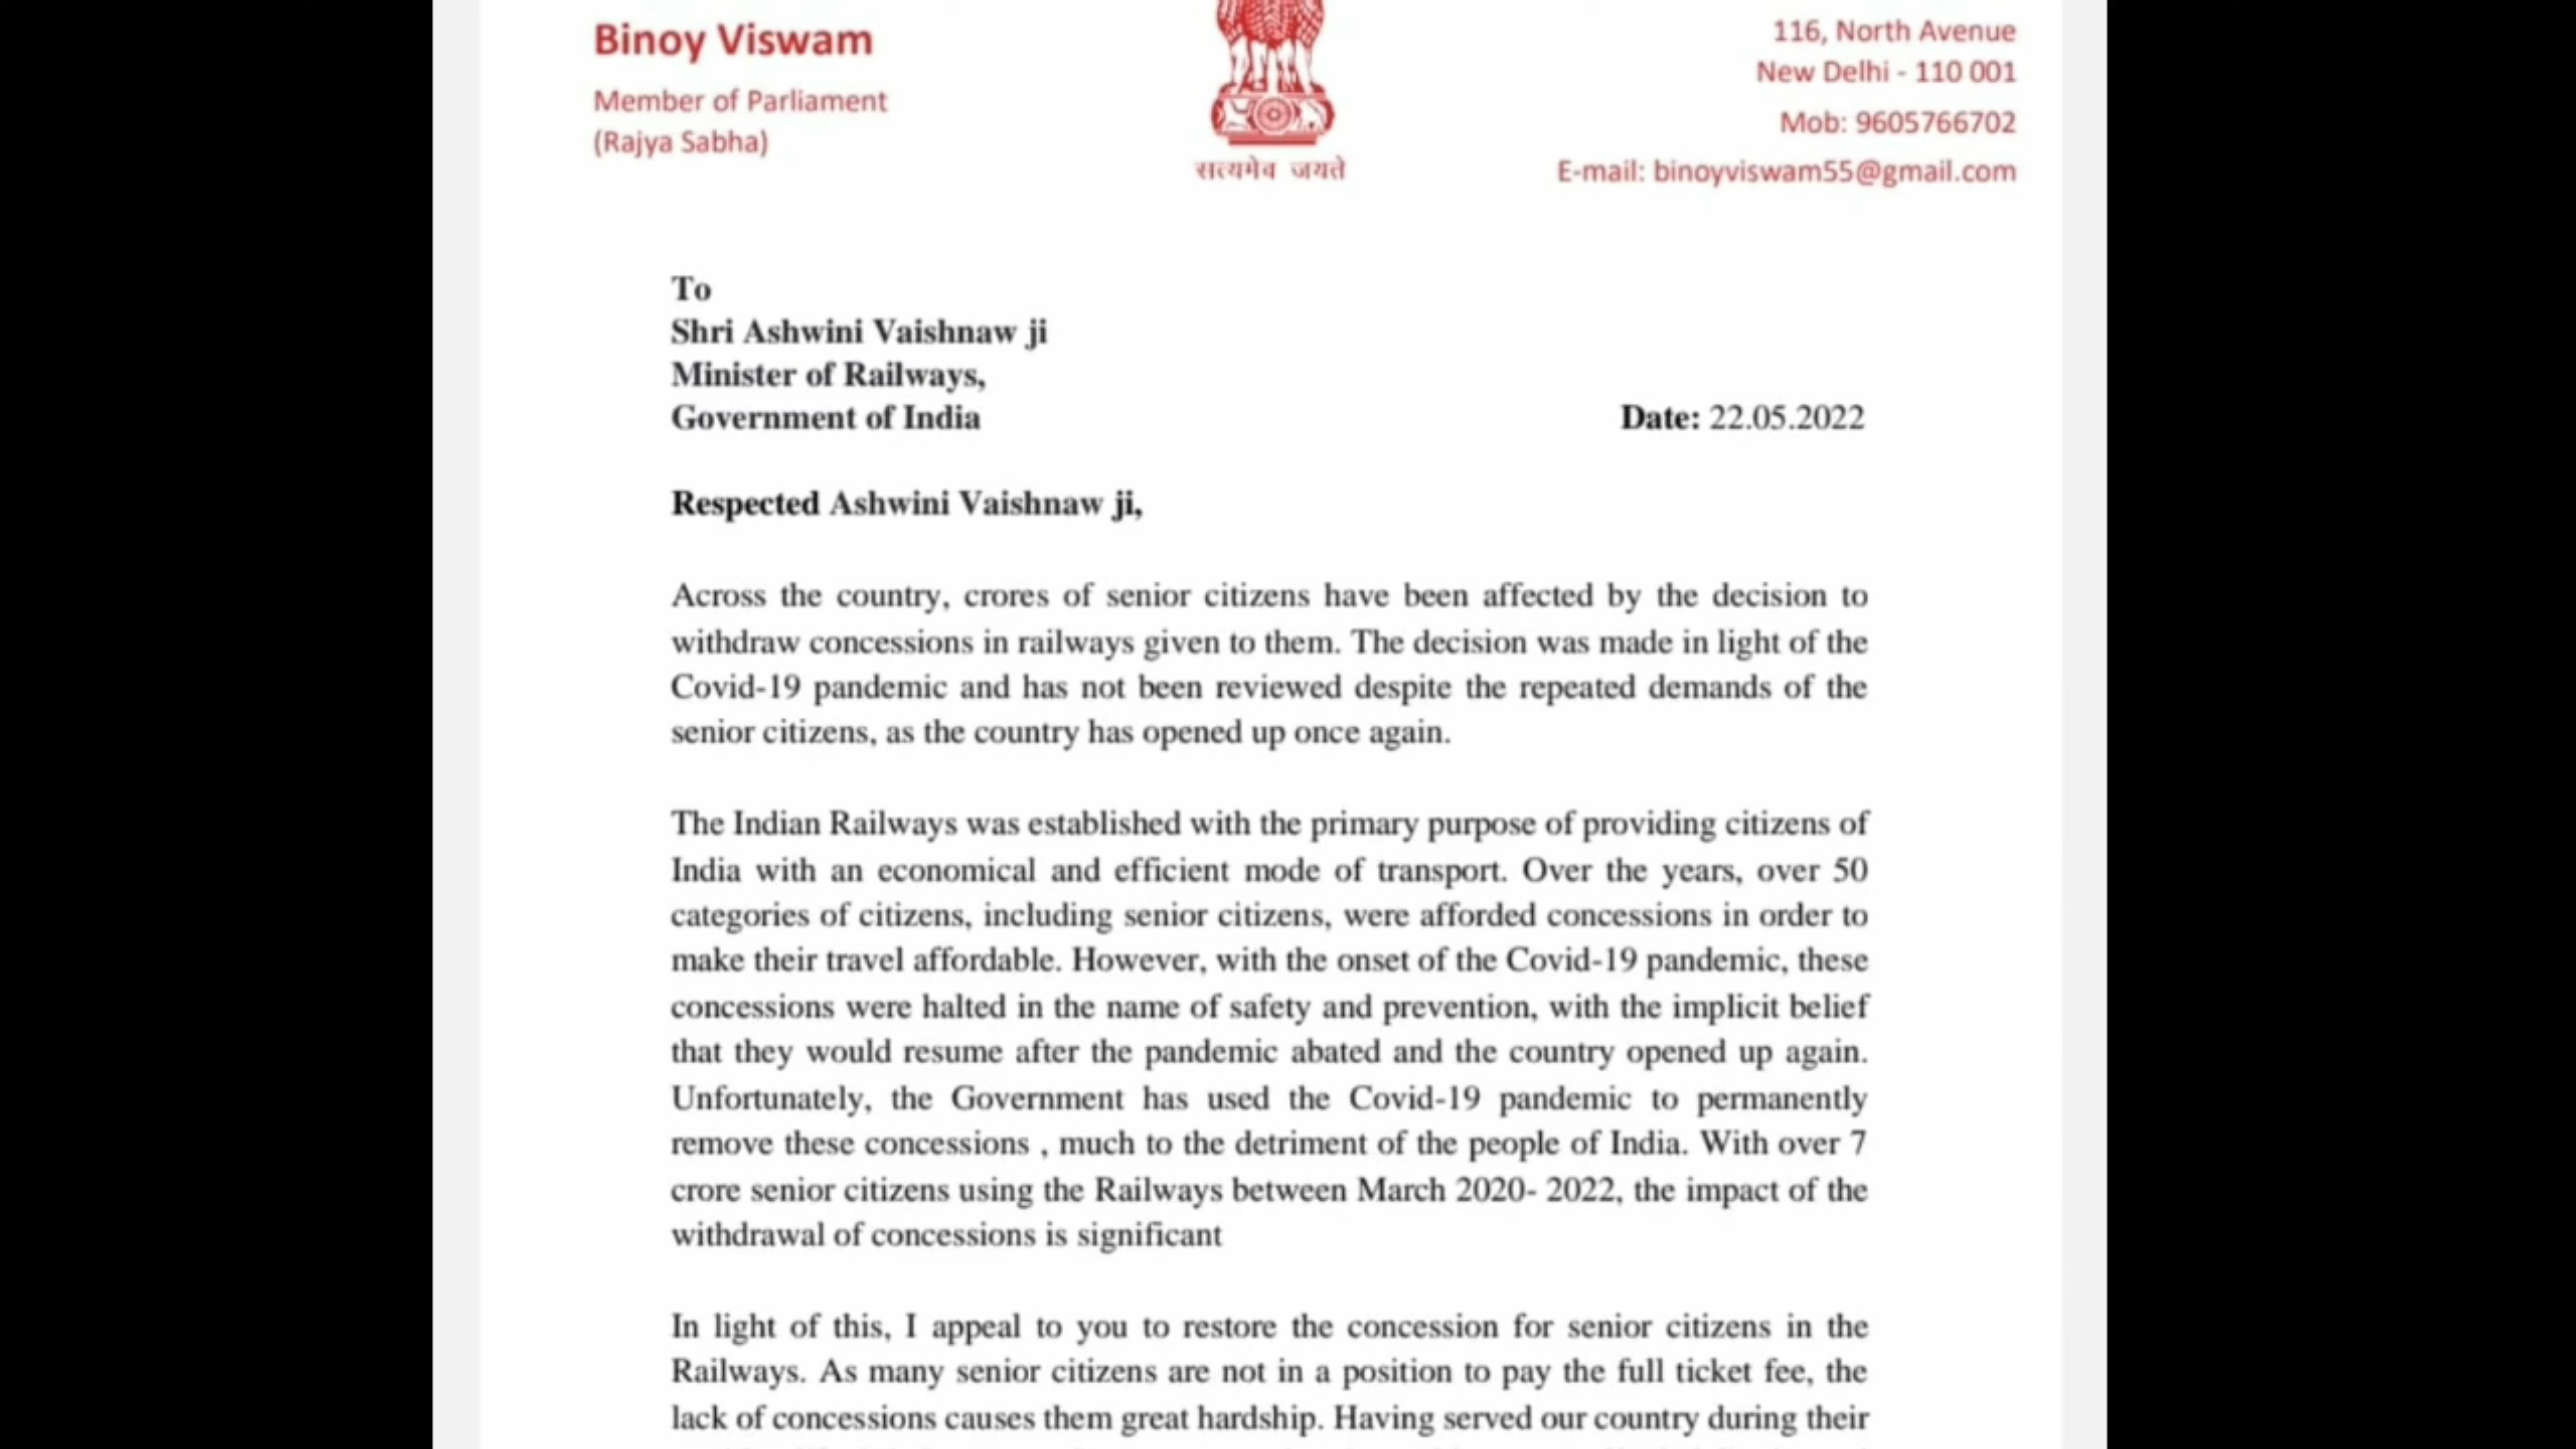 Binoy Viswam
Member of Parliament
(Rajya Sabha)
सत्यमेव जयते
116, North Avenue
New Delhi - 110 001
Mob: 9605766702
E-mail: binoyviswam55@gmail.com
To
Shri Ashwini Vaishnaw ji
Minister of Railways,
Government of India
Date: 22.05.2022
Respected Ashwini Vaishnaw ji,
Across the country, crores of senior citizens have been affected by the decision to
withdraw concessions in railways given to them. The decision was made in light of the
Covid-19 pandemic and has not been reviewed despite the repeated demands of the
senior citizens, as the country has opened up once again.
The Indian Railways was established with the primary purpose of providing citizens of
India with an economical and efficient mode of transport. Over the years, over 50
categories of citizens, including senior citizens, were afforded concessions in order to
make their travel affordable. However, with the onset of the Covid-19 pandemic, these
concessions were halted in the name of safety and prevention, with the implicit belief
that they would resume after the pandemic abated and the country opened up again.
Unfortunately, the Government has used the Covid-19 pandemic to permanently
remove these concessions , much to the detriment of the people of India. With over 7
crore senior citizens using the Railways between March 2020- 2022, the impact of the
withdrawal of concessions is significant
In light of this, I appeal to you to restore the concession for senior citizens in the
Railways. As many senior citizens are not in a position to pay the full ticket fee, the
lack of concessions causes them great hardship. Having served our country during their